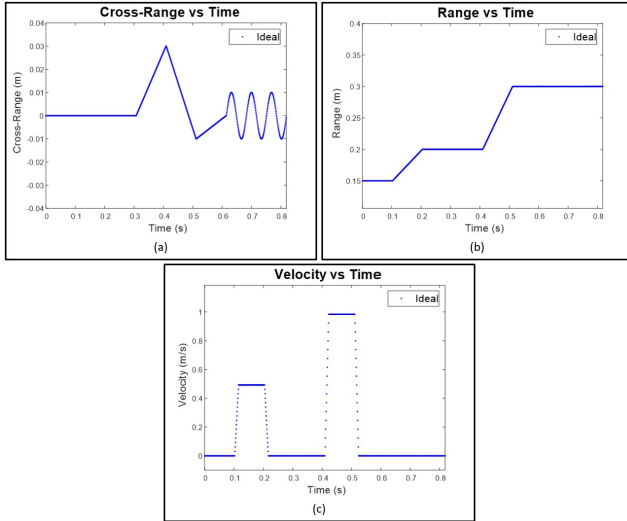 Cross-Range vs Time
Ideal
0.04
0.03
0.02
0.01
0
-0.01
-0.02
-0.03
-0.04
Cross-Range (m)
0 0.1 0.2 0.3 0.4 0.5 0.6 0.7 0.8
Time (s)
(a)
Range vs Time
Ideal
0.4
0.3
0.2
0.15
Range (m)
0 0.1 0.2 0.3 0.4 0.5 0.6 0.7 0.8
Time (s)
(b)
Velocity vs Time
Ideal
1
0.8
0.6
0.4
0.2
0
Velocity (m/s)
0 0.1 0.2 0.3 0.4 0.5 0.6 0.7 0.8
Time (s)
(c)